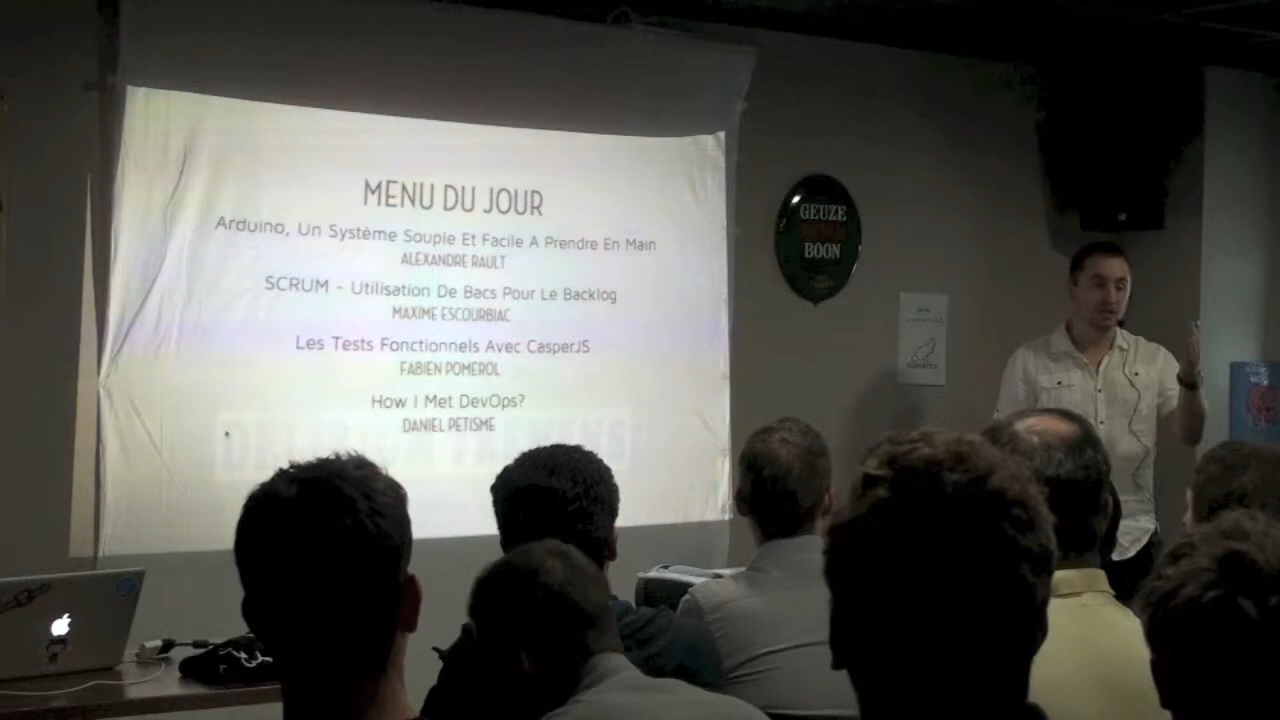 MENU DU JOUR
Arduino, Un Système Souple Et Facile A Prendre En Main
ALEXANDRE RAULT
SCRUM - Utilisation De Bacs Pour Le Backlog
MAXIME ESCOURBIAC
Les Tests Fonctionnels Avec CasperJS
FABIEN POMEROL
How I Met DevOps?
DANIEL PETISME
GEUZE
BOON